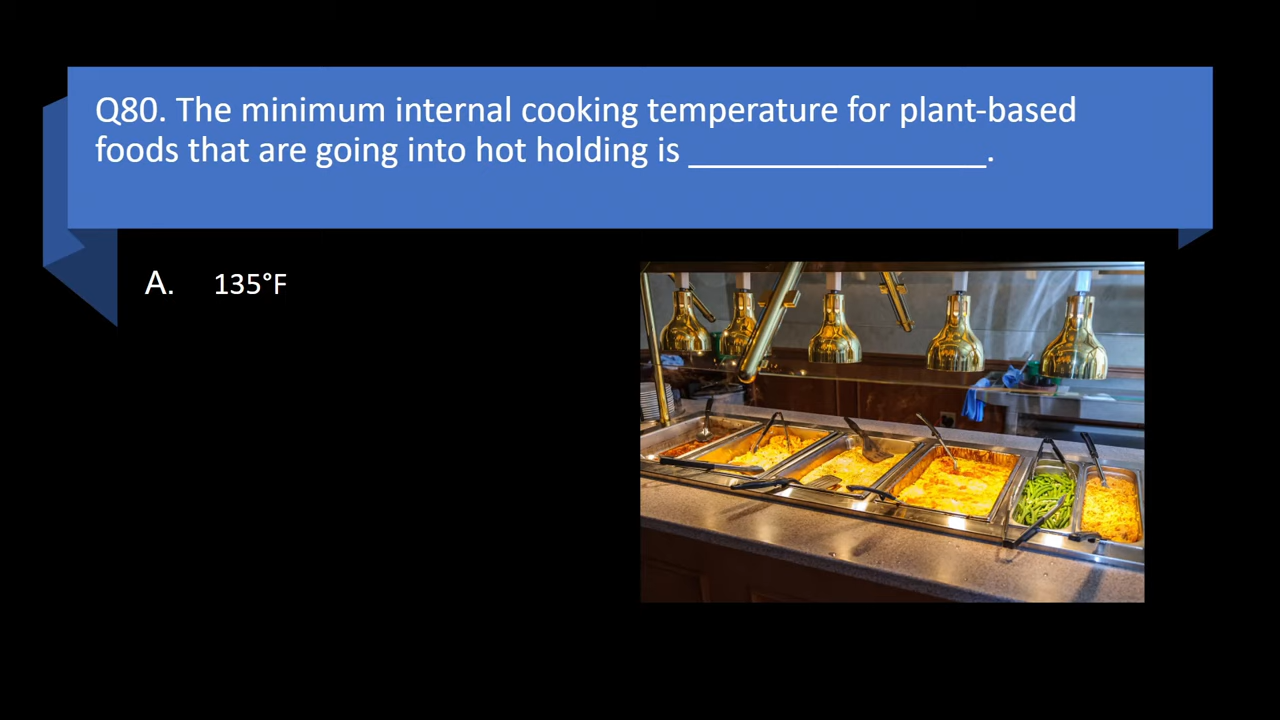 Q80. The minimum internal cooking temperature for plant-based
foods that are going into hot holding is _________________.
A. 135°F